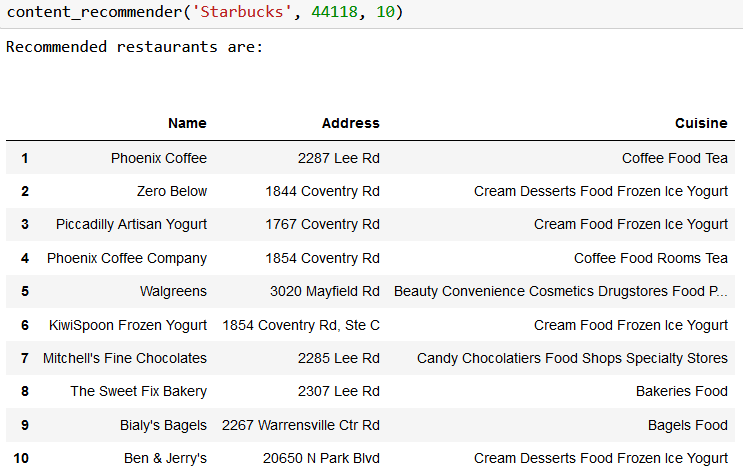 content_recommender('Starbucks', 44118, 10)
Recommended restaurants are:
Name Address Cuisine
1 Phoenix Coffee 2287 Lee Rd Coffee Food Tea
2 Zero Below 1844 Coventry Rd Cream Desserts Food Frozen Ice Yogurt
3 Piccadilly Artisan Yogurt 1767 Coventry Rd Cream Food Frozen Ice Yogurt
4 Phoenix Coffee Company 1854 Coventry Rd Coffee Food Rooms Tea
5 Walgreens 3020 Mayfield Rd Beauty Convenience Cosmetics Drugstores Food P...
6 KiwiSpoon Frozen Yogurt 1854 Coventry Rd, Ste C Cream Food Frozen Ice Yogurt
7 Mitchell's Fine Chocolates 2285 Lee Rd Candy Chocolatiers Food Shops Specialty Stores
8 The Sweet Fix Bakery 2307 Lee Rd Bakeries Food
9 Bialy's Bagels 2267 Warrensville Ctr Rd Bagels Food
10 Ben & Jerry's 20650 N Park Blvd Cream Desserts Food Frozen Ice Yogurt